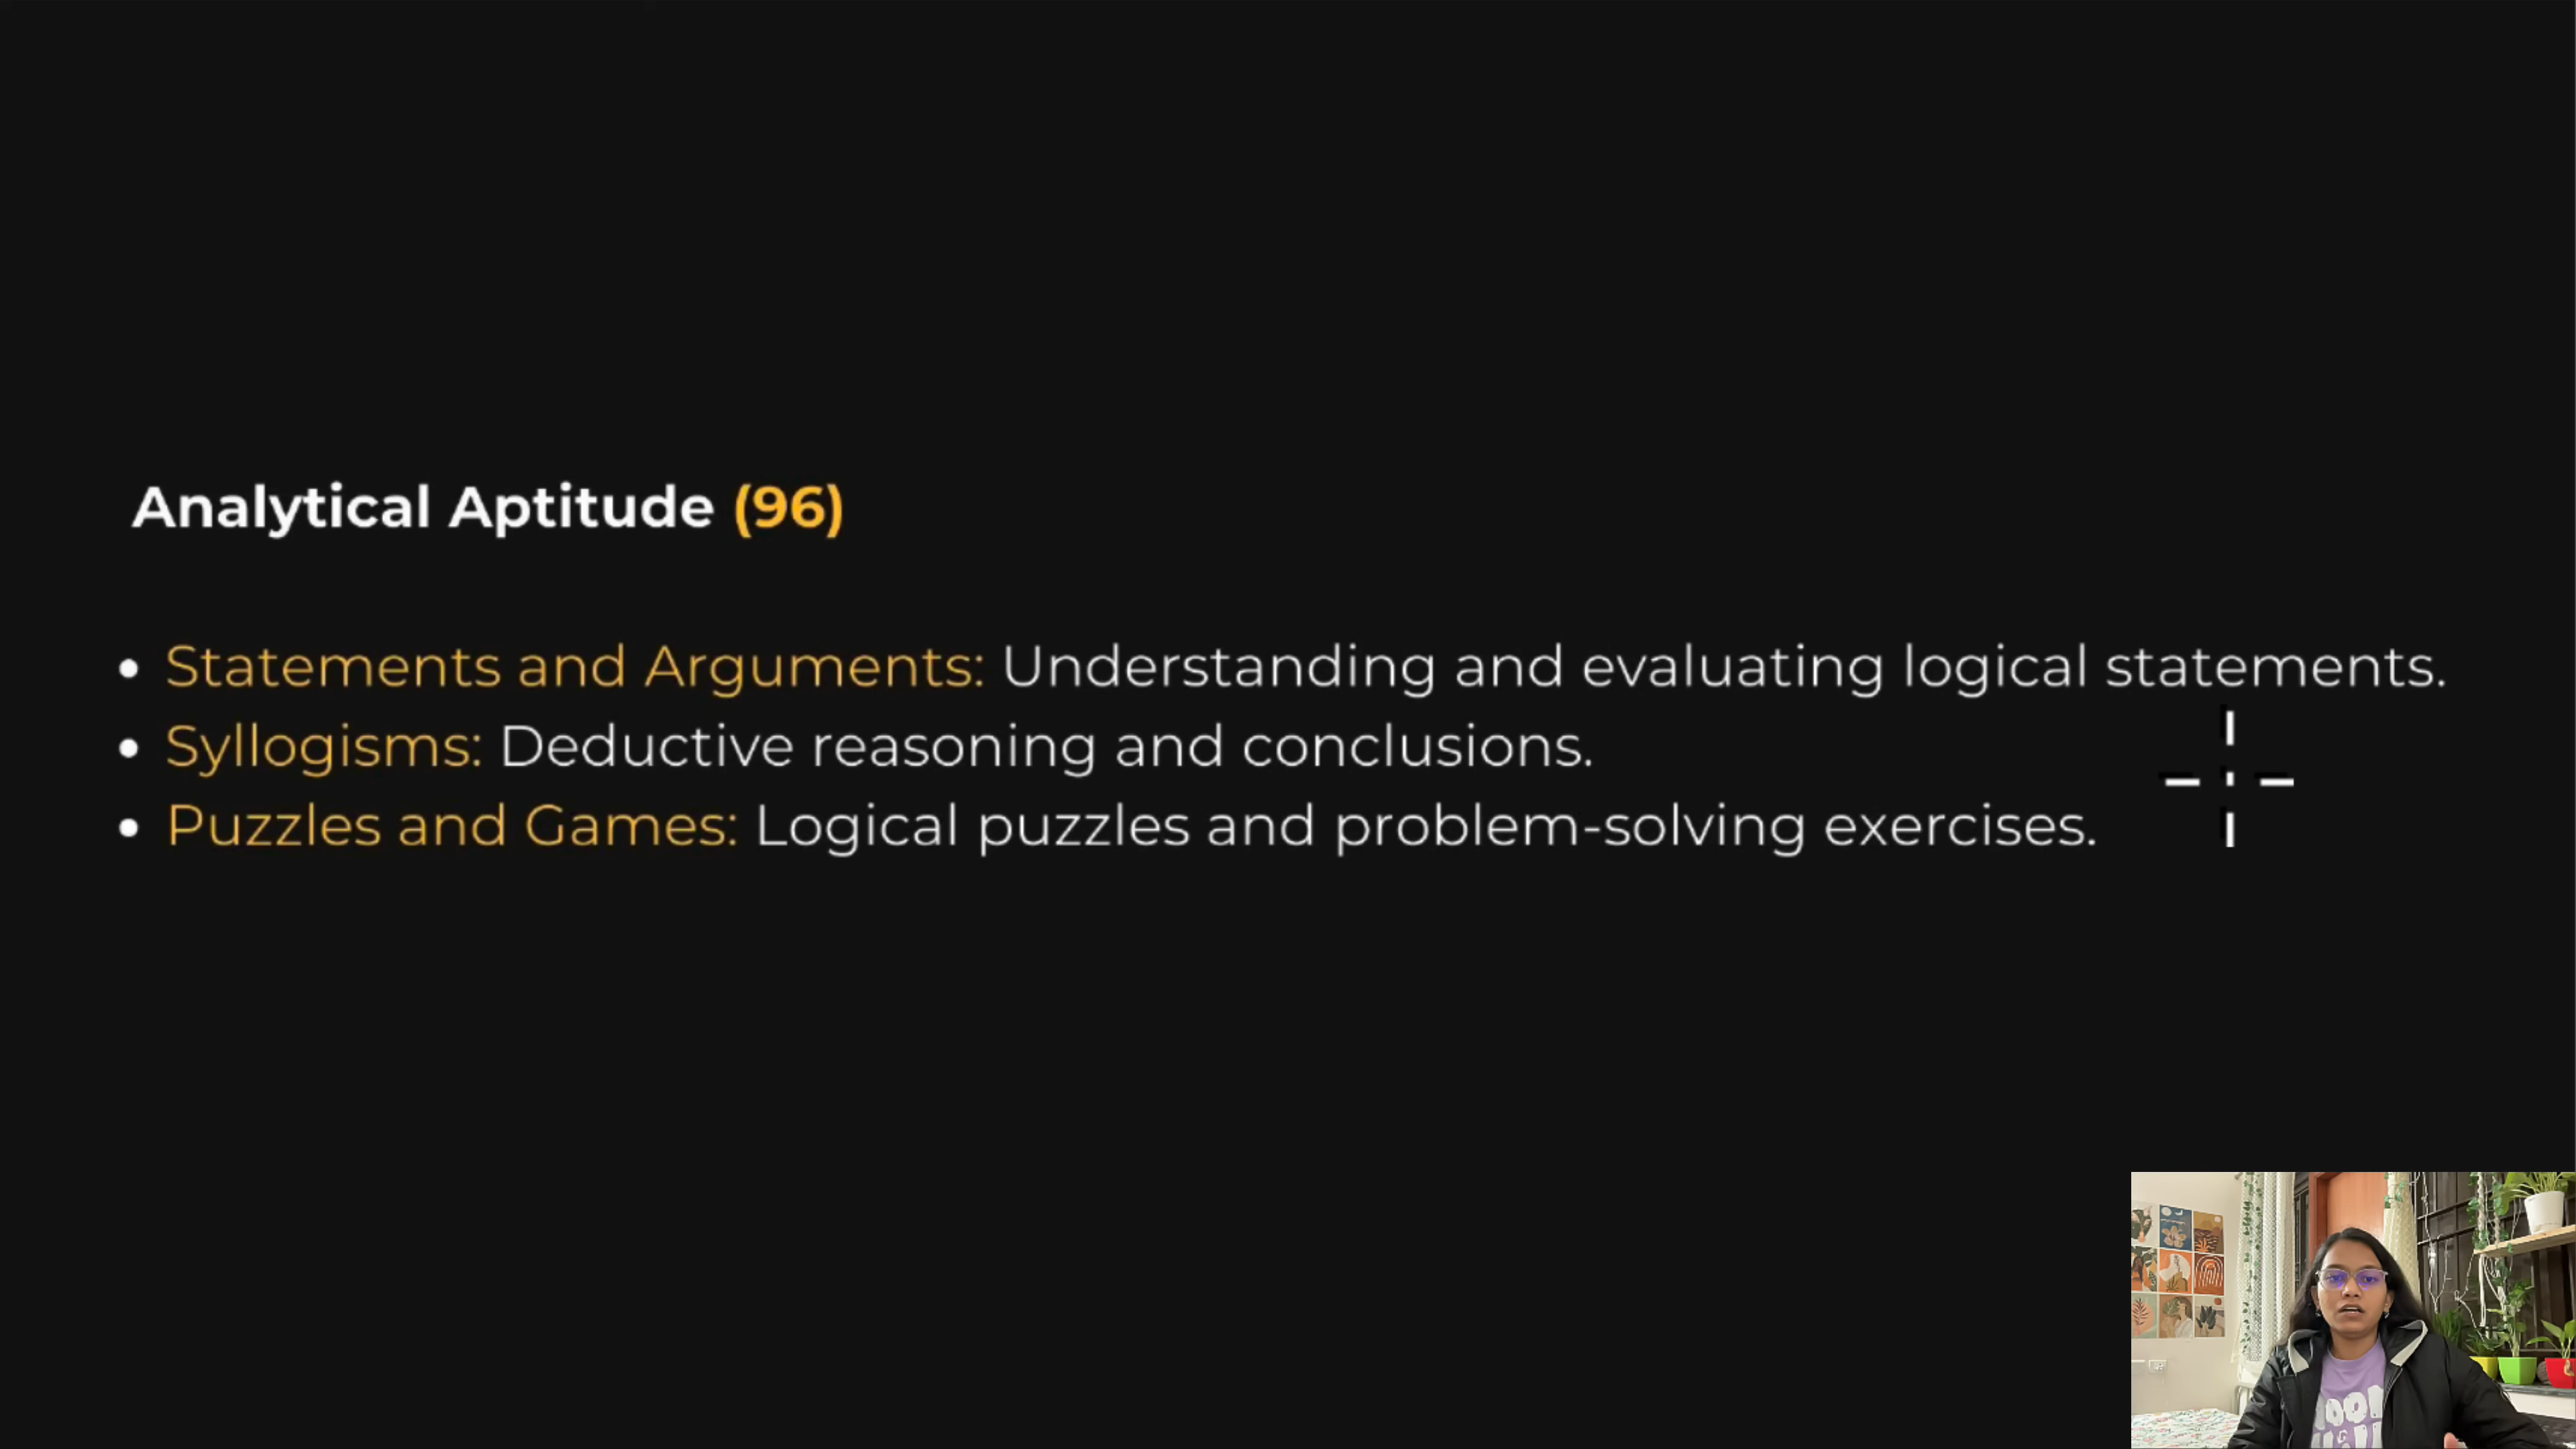 Analytical Aptitude (96)
• Statements and Arguments: Understanding and evaluating logical statements.
• Syllogisms: Deductive reasoning and conclusions.
• Puzzles and Games: Logical puzzles and problem-solving exercises.